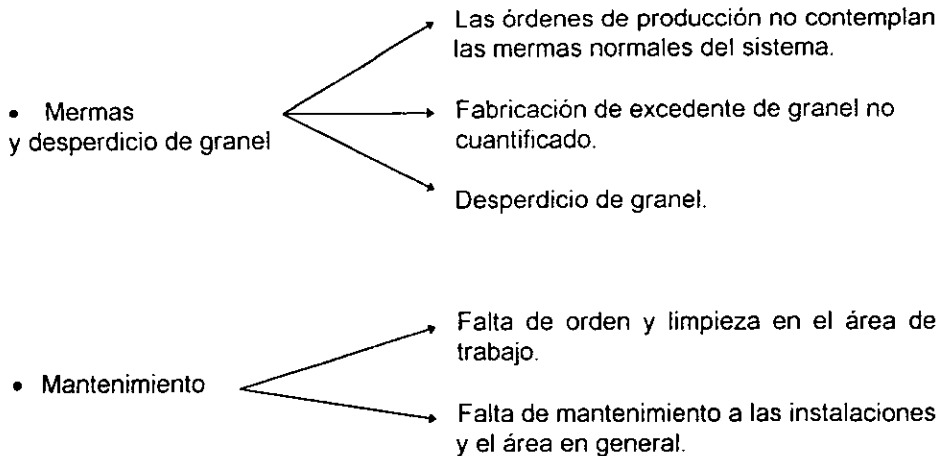 Las órdenes de producción no contemplan
las mermas normales del sistema.
• Mermas
y desperdicio de granel
Fabricación de excedente de granel no
cuantificado.
Desperdicio de granel.
Falta de orden y limpieza en el área de
trabajo.
• Mantenimiento
Falta de mantenimiento a las instalaciones
y el área en general.